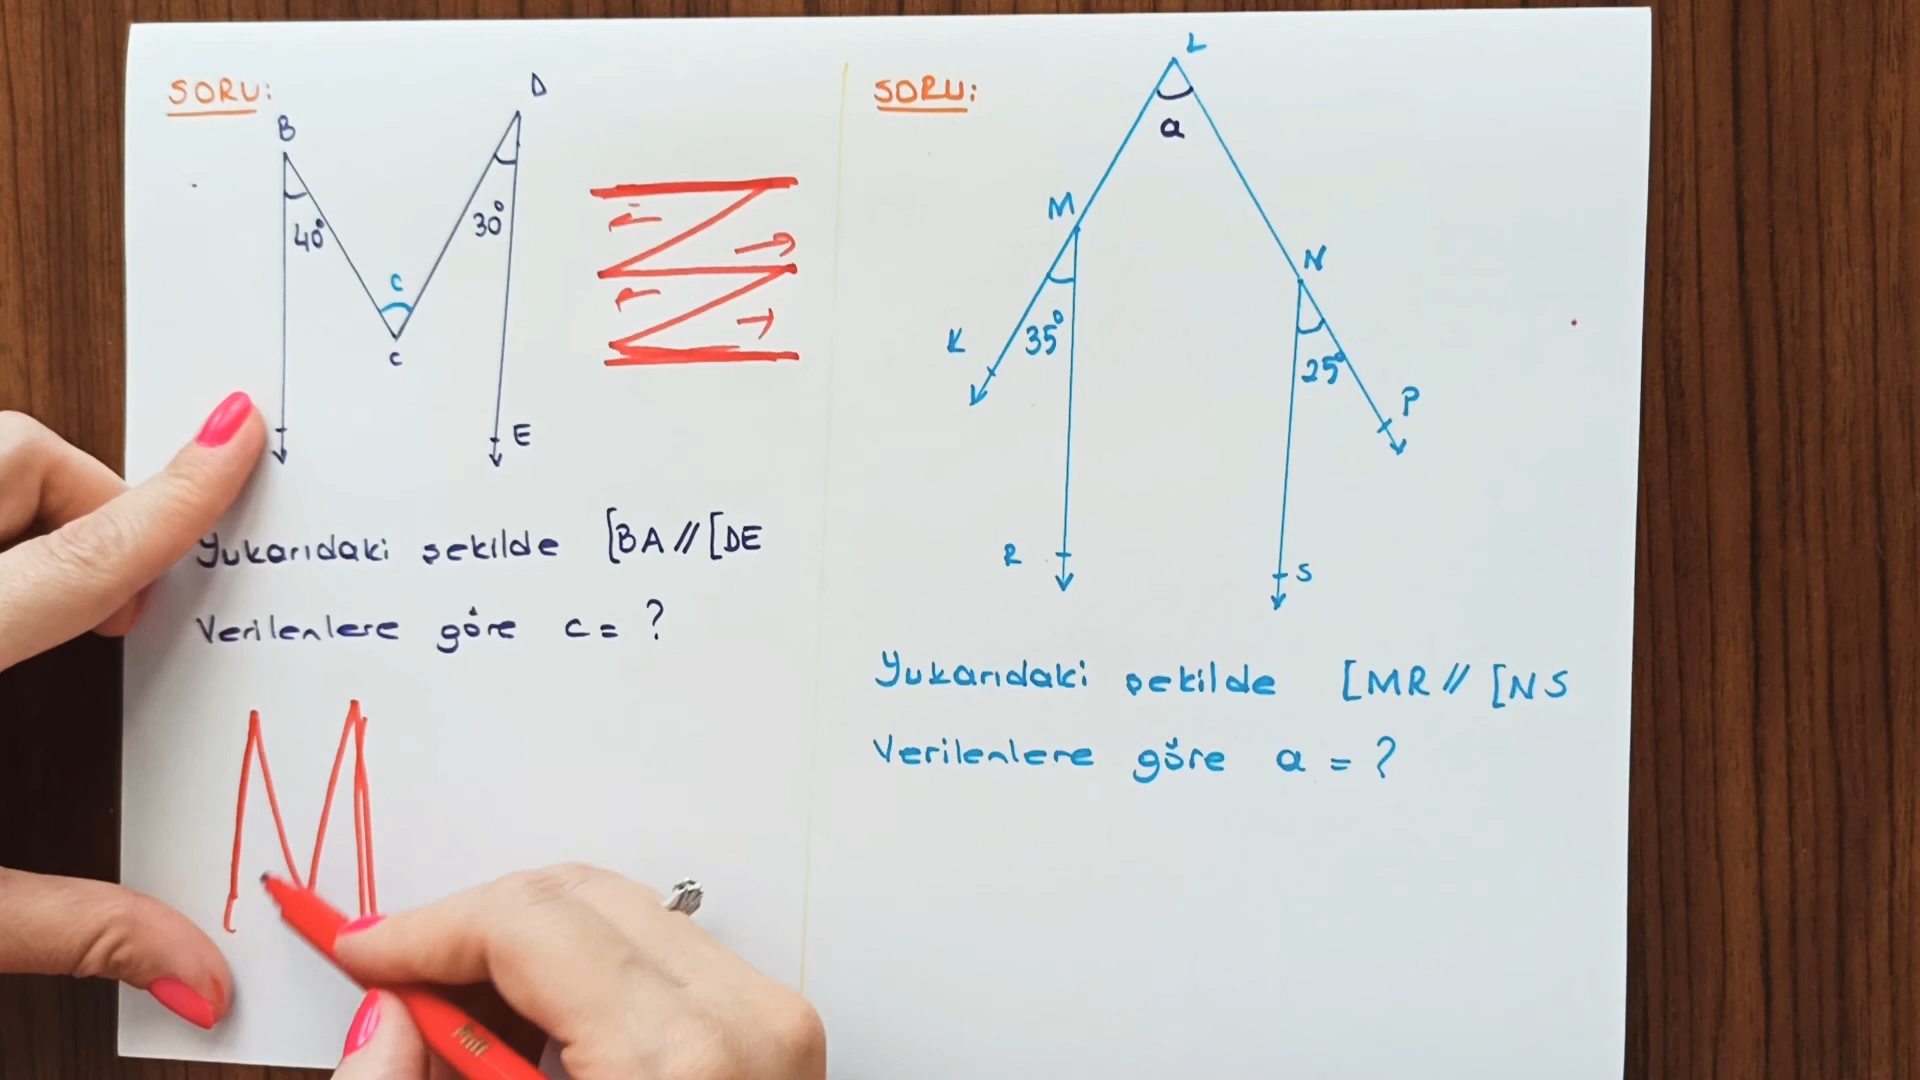 SORU:
B
D
40°
30°
c
C
E
Yukarıdaki şekilde [BA // [DE
Verilenlere göre c = ?
SORU:
L
a
M
N
K
35°
25°
P
R
S
Yukarıdaki şekilde [MR // [NS
Verilenlere göre a = ?